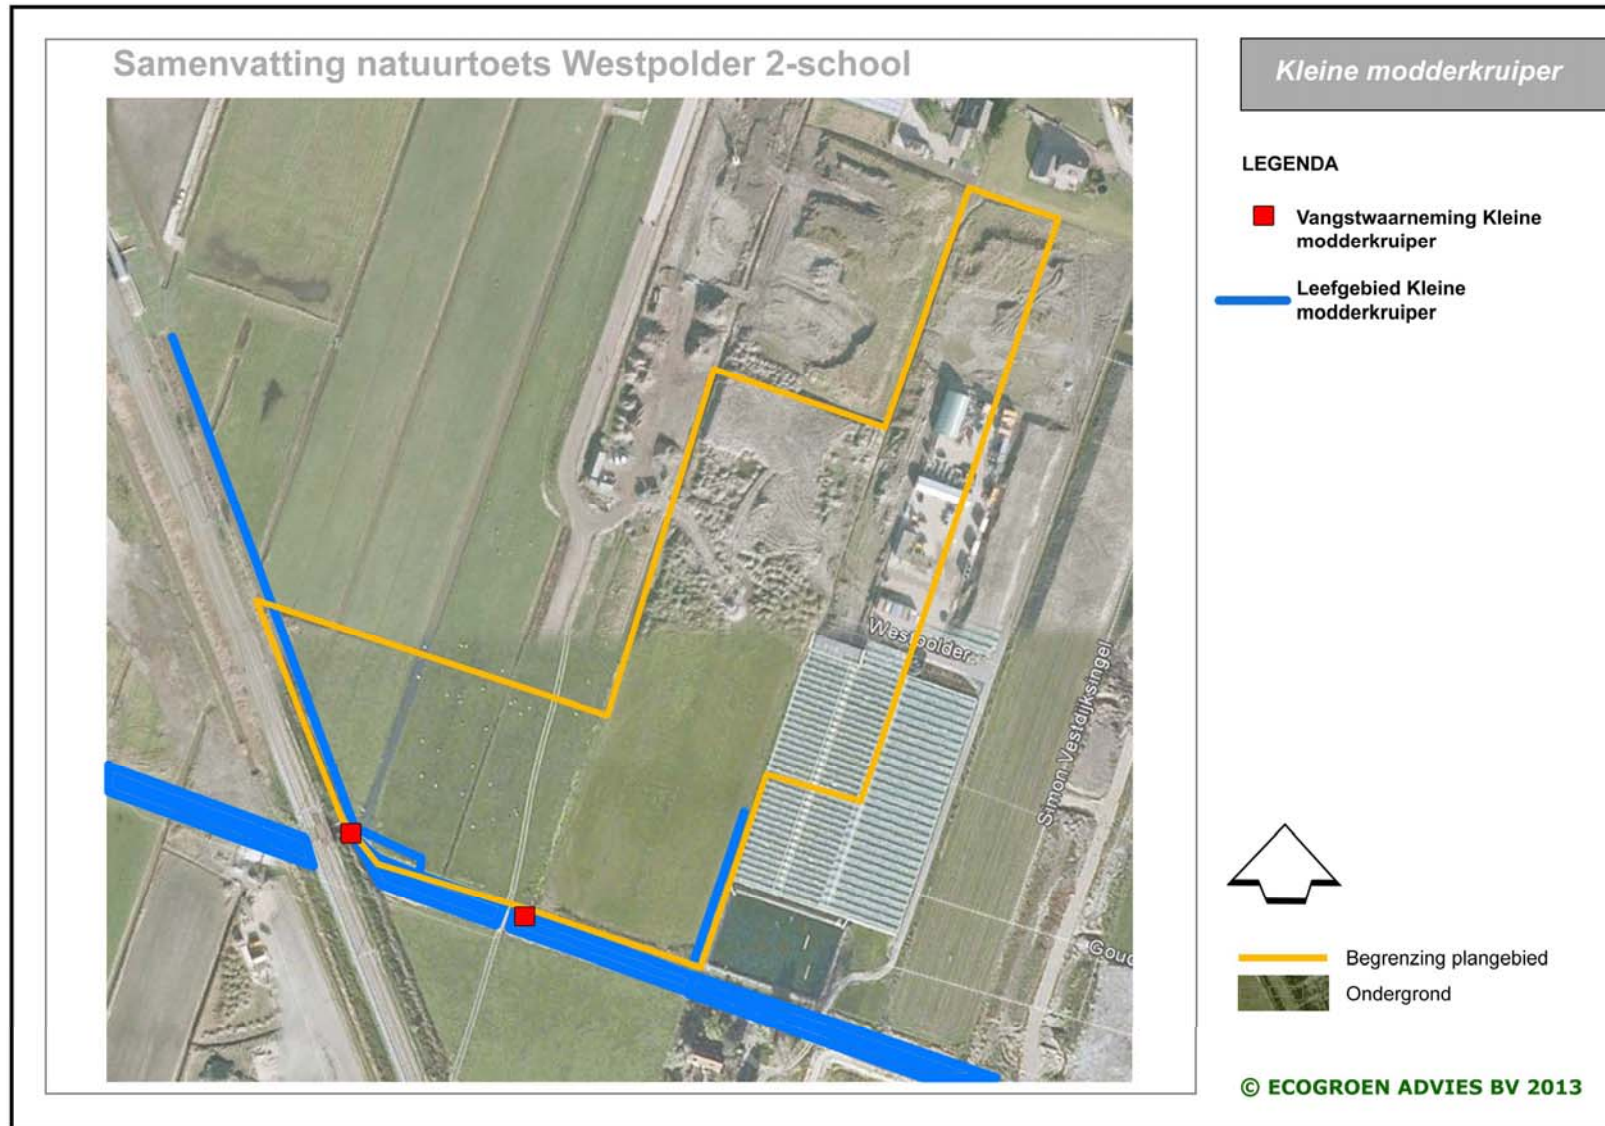 Samenvatting natuurtoets Westpolder 2-school
Kleine modderkruiper
LEGENDA
Vangstwaarneming Kleine
modderkruiper
Leefgebied Kleine
modderkruiper
Westpolder
Simon Vestdijksingel
Goud
Begrenzing plangebied
Ondergrond
© ECOGROEN ADVIES BV 2013